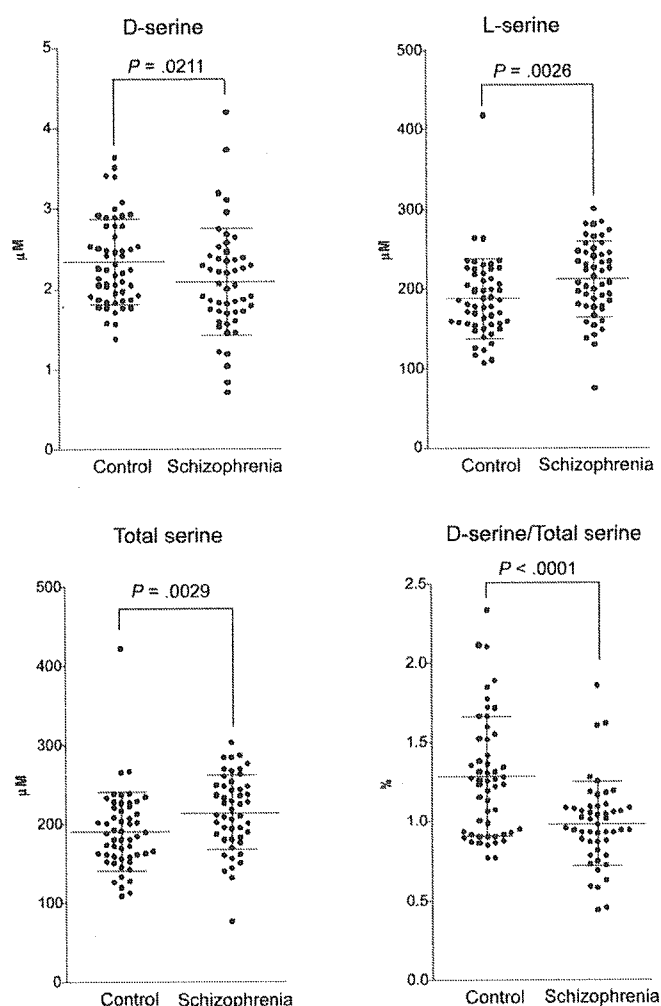 D-serine
5
P = .0211
4
3
μM
2
1
0
Control Schizophrenia
L-serine
500
P = .0026
400
300
μM
200
100
0
Control Schizophrenia
Total serine
500
P = .0029
400
300
μM
200
100
0
Control Schizophrenia
D-serine/Total serine
P < .0001
2.5
2.0
1.5
%
1.0
0.5
0.0
Control Schizophrenia